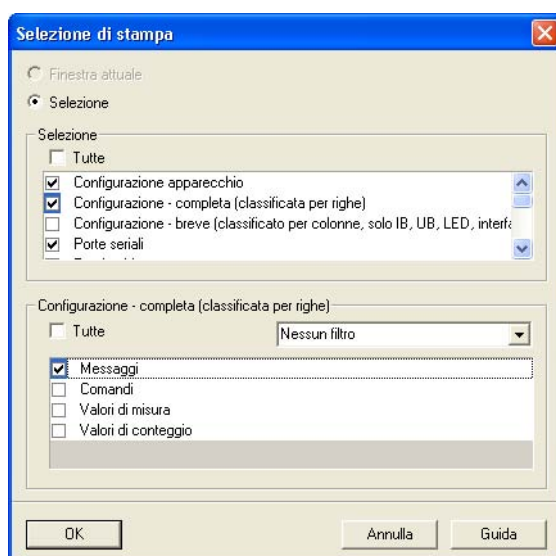 Selezione di stampa
Finestra attuale
Selezione
Selezione
Tutte
Configurazione apparecchio
Configurazione - completa (classificata per righe)
Configurazione - breve (classificato per colonne, solo IB, UB, LED, interfa
Porte seriali
Configurazione - completa (classificata per righe)
Tutte
Nessun filtro
Messaggi
Comandi
Valori di misura
Valori di conteggio
OK
Annulla
Guida